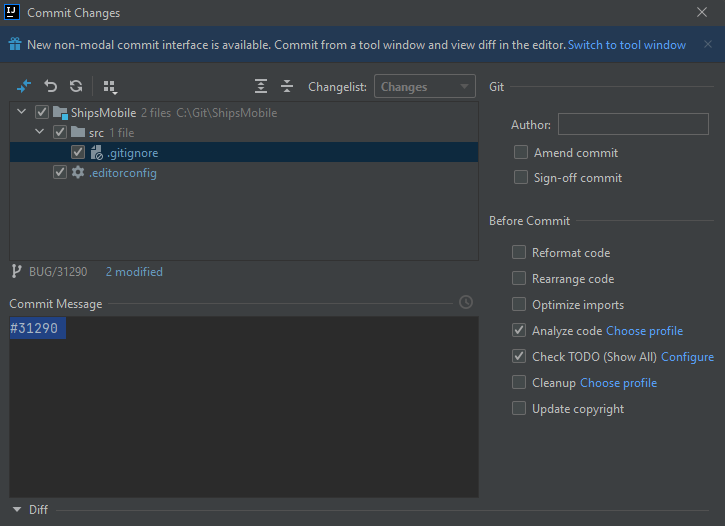 IJ Commit Changes
New non-modal commit interface is available. Commit from a tool window and view diff in the editor. Switch to tool window
Changelist: Changes
ShipsMobile 2 files C:\Git\ShipsMobile
src 1 file
.gitignore
.editorconfig
BUG/31290 2 modified
Commit Message
#31290
Diff
Git
Author:
Amend commit
Sign-off commit
Before Commit
Reformat code
Rearrange code
Optimize imports
Analyze code Choose profile
Check TODO (Show All) Configure
Cleanup Choose profile
Update copyright